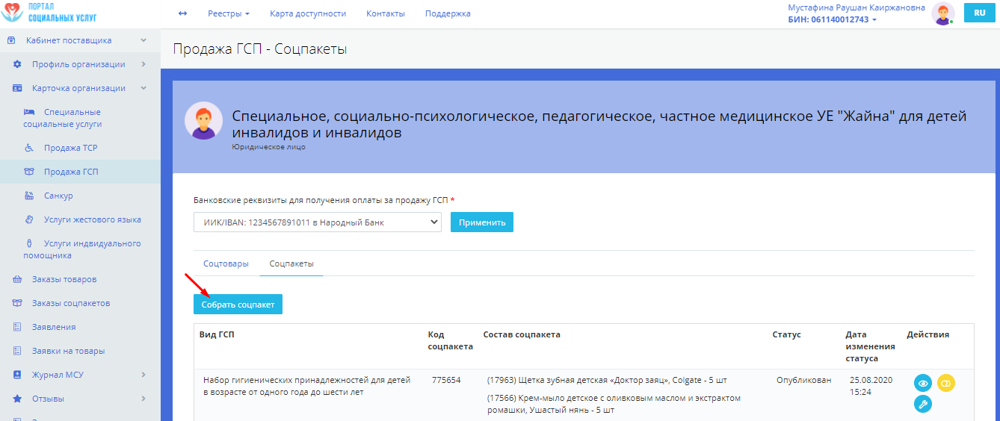 ПОРТАЛ
СОЦИАЛЬНЫХ УСЛУГ
Реестры
Карта доступности
Контакты
Поддержка
Мустафина Раушан Каиржановна
БИН: 061140012743
RU
Кабинет поставщика
Профиль организации
Карточка организации
Специальные
социальные услуги
Продажа ТСР
Продажа ГСП
Санкур
Услуги жестового языка
Услуги индвидуального
помощника
Заказы товаров
Заказы соцпакетов
Заявления
Заявки на товары
Журнал МСУ
Отзывы
Продажа ГСП - Соцпакеты
Специальное, социально-психологическое, педагогическое, частное медицинское УЕ "Жайна" для детей
инвалидов и инвалидов
Юридическое лицо
Банковские реквизиты для получения оплаты за продажу ГСП *
ИИК/IBAN: 1234567891011 в Народный Банк
Применить
Соцтовары
Соцпакеты
Собрать соцпакет
Вид ГСП
Код
соцпакета
Состав соцпакета
Статус
Дата
изменения
статуса
Действия
Набор гигиенических принадлежностей для детей
в возрасте от одного года до шести лет
775654
(17963) Щетка зубная детская «Доктор заяц», Colgate - 5 шт
(17566) Крем-мыло детское с оливковым маслом и экстрактом
ромашки, Ушастый нянь - 5 шт
Опубликован
25.08.2020
15:24